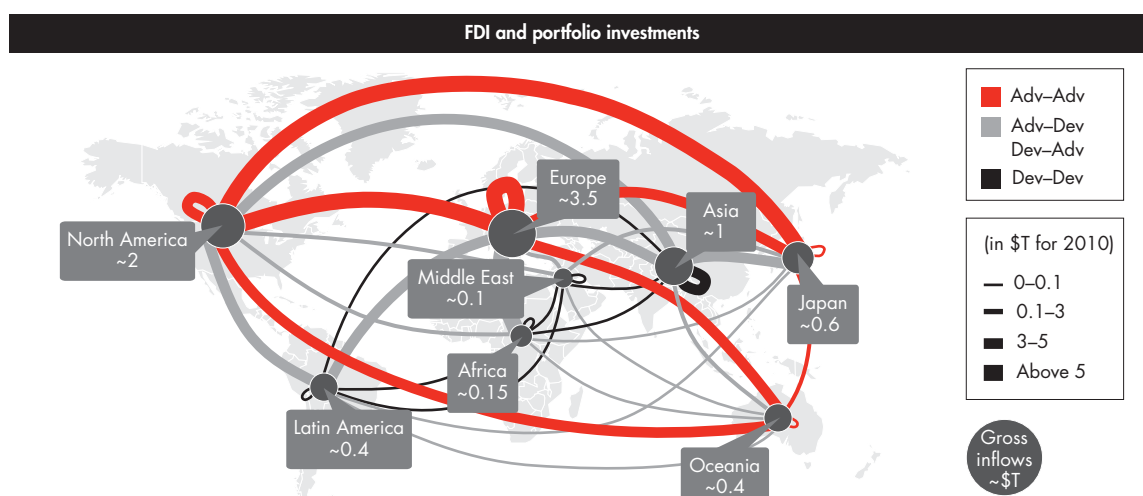 FDI and portfolio investments
Adv–Adv
Adv–Dev
Dev–Adv
Dev–Dev
Europe
~3.5
Asia
~1
North America
~2
Middle East
~0.1
Japan
~0.6
Africa
~0.15
Latin America
~0.4
Oceania
~0.4
(in $T for 2010)
0–0.1
0.1–3
3–5
Above 5
Gross
inflows
~$T